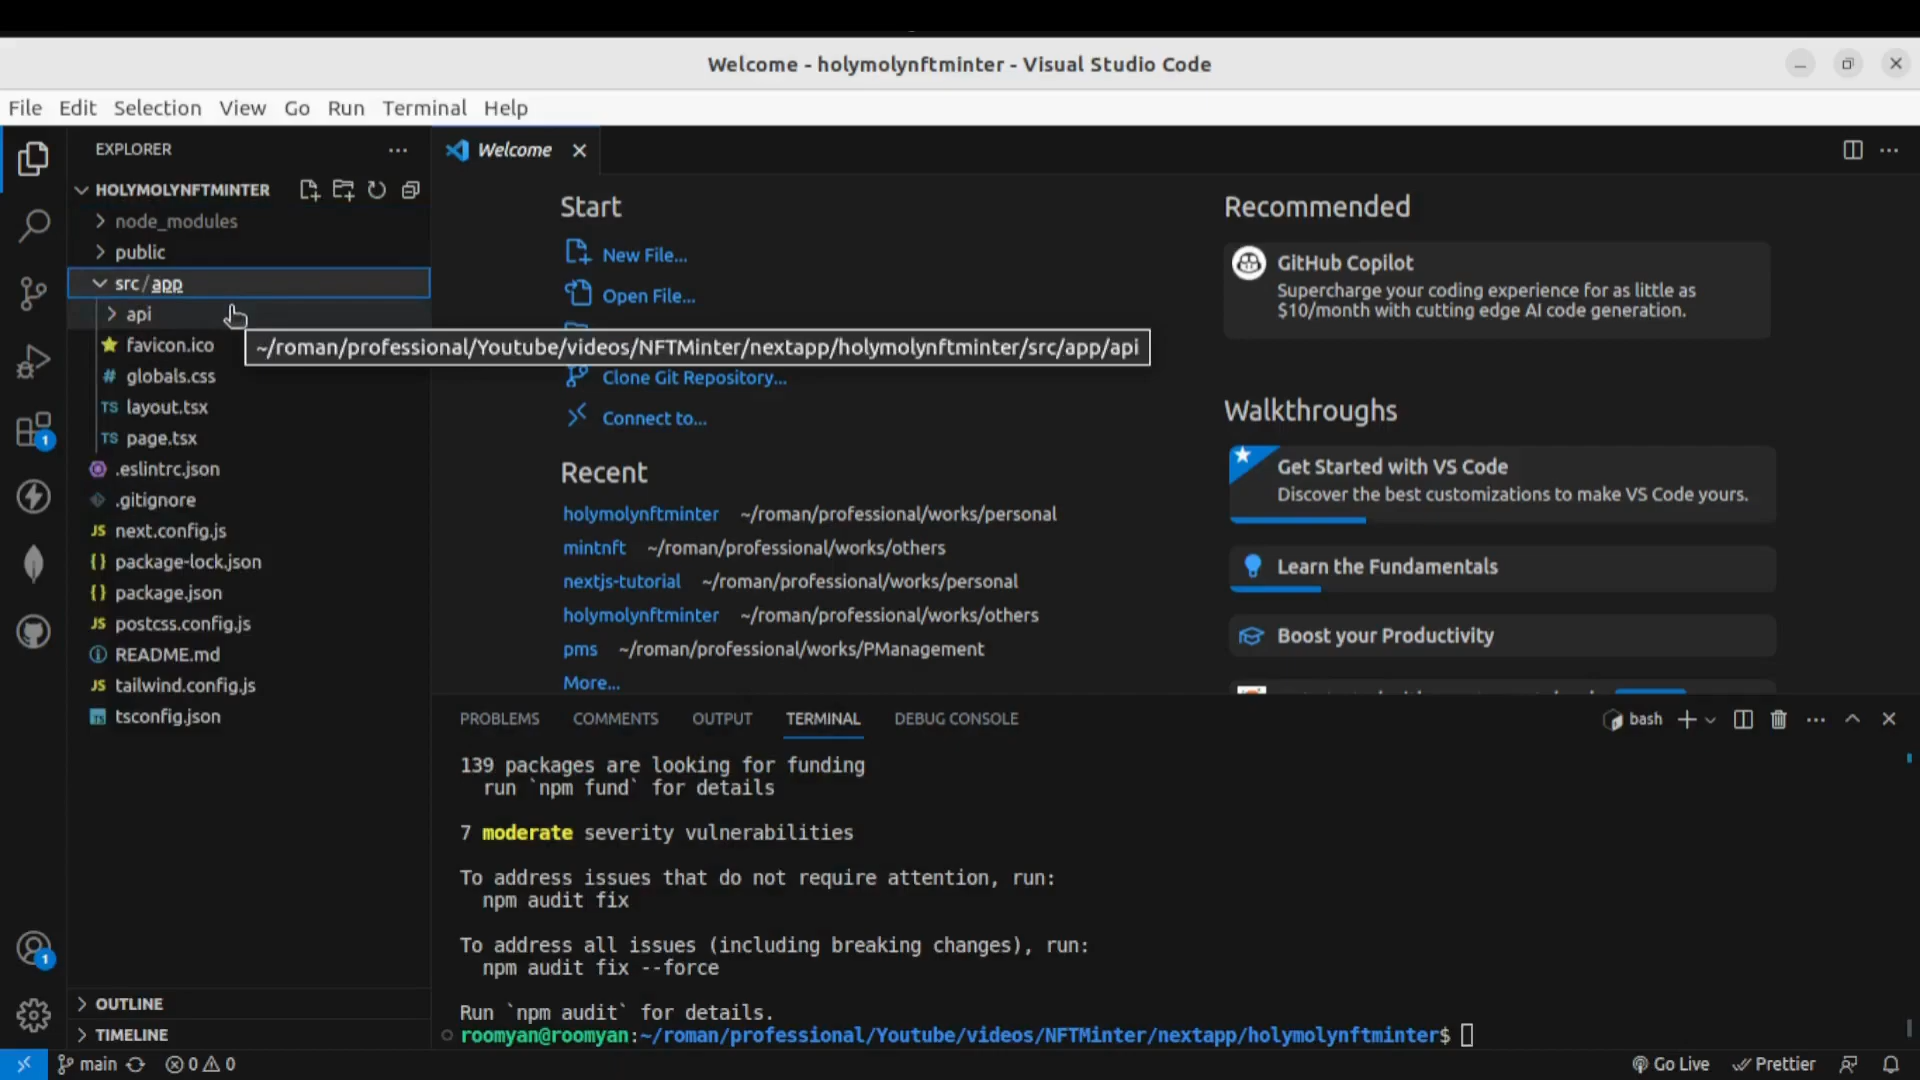 Welcome - holymolynftminter - Visual Studio Code
File Edit Selection View Go Run Terminal Help
EXPLORER
HOLYMOLYNFTMINTER
node_modules
public
src/app
api
favicon.ico
globals.css
TS layout.tsx
TS page.tsx
.eslintrc.json
.gitignore
JS next.config.js
{} package-lock.json
{} package.json
JS postcss.config.js
README.md
JS tailwind.config.js
tsconfig.json
OUTLINE
TIMELINE
1
1
~/roman/professional/Youtube/videos/NFTMinter/nextapp/holymolynftminter/src/app/api
Welcome
Start
New File...
Open File...
Clone Git Repository...
Connect to...
Recent
holymolynftminter ~/roman/professional/works/personal
mintnft ~/roman/professional/works/others
nextjs-tutorial ~/roman/professional/works/personal
holymolynftminter ~/roman/professional/works/others
pms ~/roman/professional/works/PManagement
More...
Recommended
GitHub Copilot
Supercharge your coding experience for as little as
$10/month with cutting edge AI code generation.
Walkthroughs
Get Started with VS Code
Discover the best customizations to make VS Code yours.
Learn the Fundamentals
Boost your Productivity
PROBLEMS COMMENTS OUTPUT TERMINAL DEBUG CONSOLE
bash
139 packages are looking for funding
run `npm fund` for details
7 moderate severity vulnerabilities
To address issues that do not require attention, run:
npm audit fix
To address all issues (including breaking changes), run:
npm audit fix --force
Run `npm audit` for details.
roomyan@roomyan:~/roman/professional/Youtube/videos/NFTMinter/nextapp/holymolynftminter$
main 0 0
Go Live Prettier